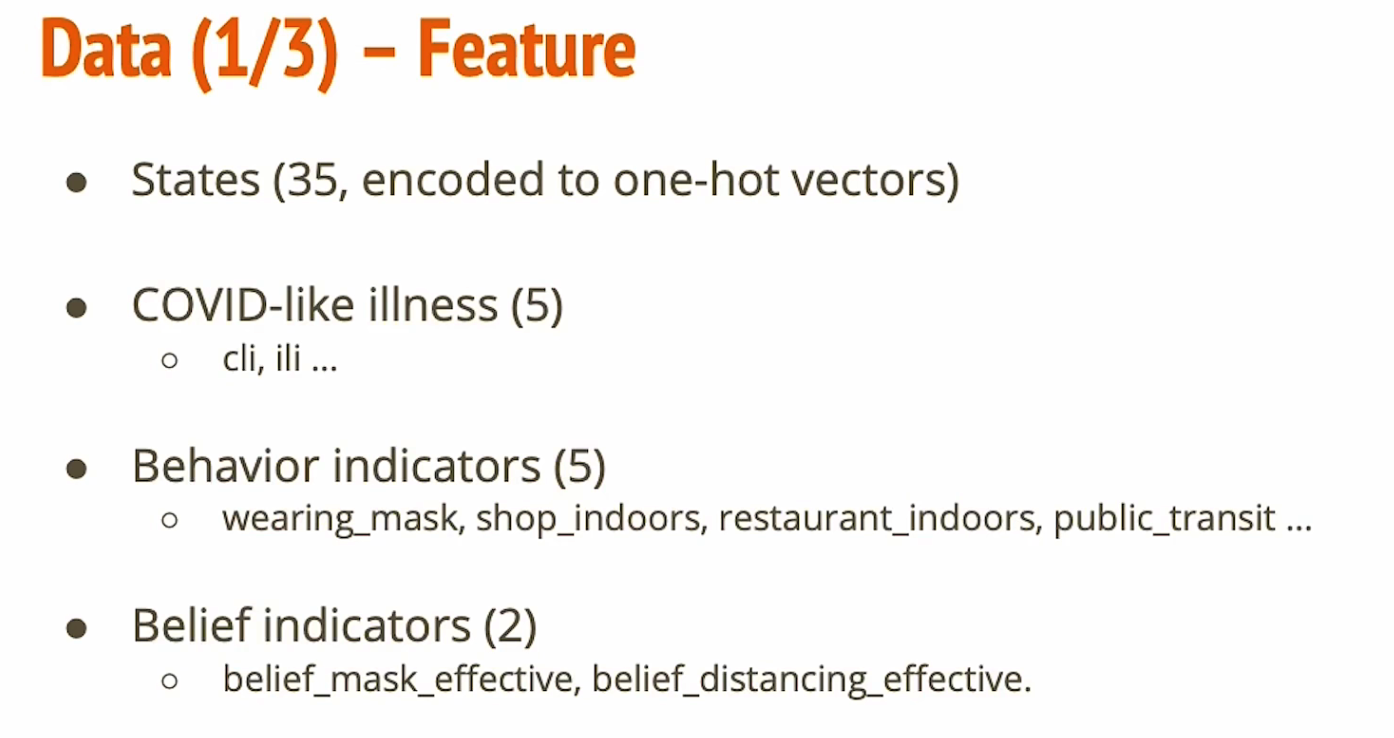 Data (1/3) – Feature
● States (35, encoded to one-hot vectors)
● COVID-like illness (5)
○ cli, ili ...
● Behavior indicators (5)
○ wearing_mask, shop_indoors, restaurant_indoors, public_transit ...
● Belief indicators (2)
○ belief_mask_effective, belief_distancing_effective.